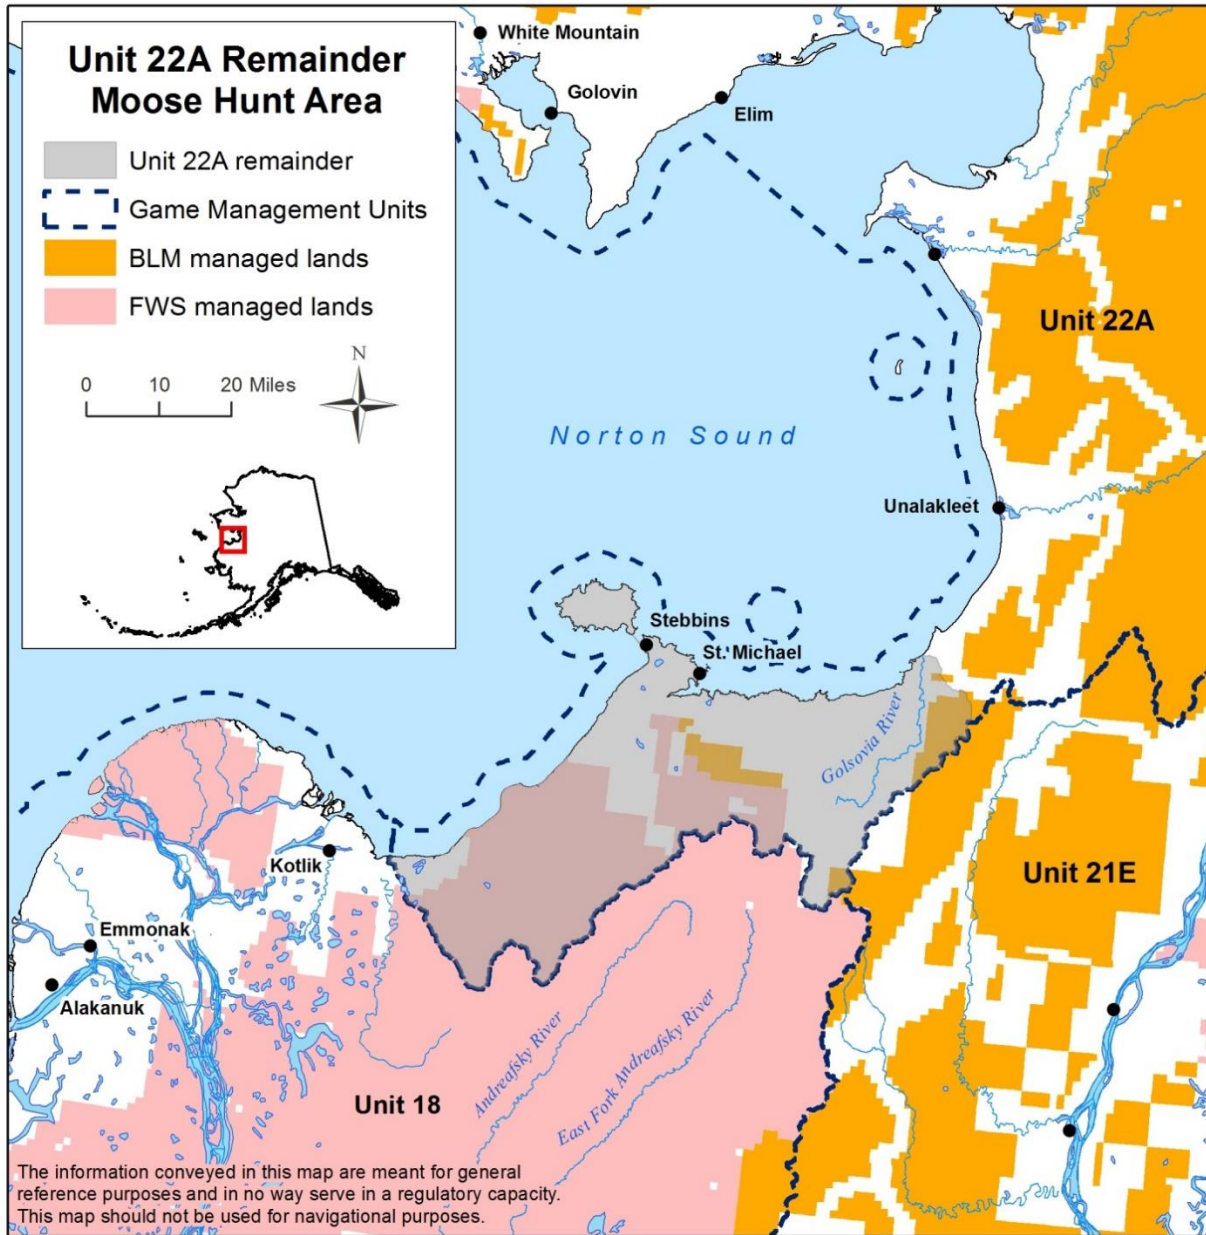 Unit 22A Remainder
Moose Hunt Area
Unit 22A remainder
Game Management Units
BLM managed lands
FWS managed lands
N
0 10 20 Miles
White Mountain
Golovin
Elim
Unit 22A
Norton Sound
Unalakleet
Stebbins
St. Michael
Golsovia River
Kotlik
Unit 21E
Emmonak
Alakanuk
Andreafsky River
East Fork Andreafsky River
Unit 18
The information conveyed in this map are meant for general
reference purposes and in no way serve in a regulatory capacity.
This map should not be used for navigational purposes.